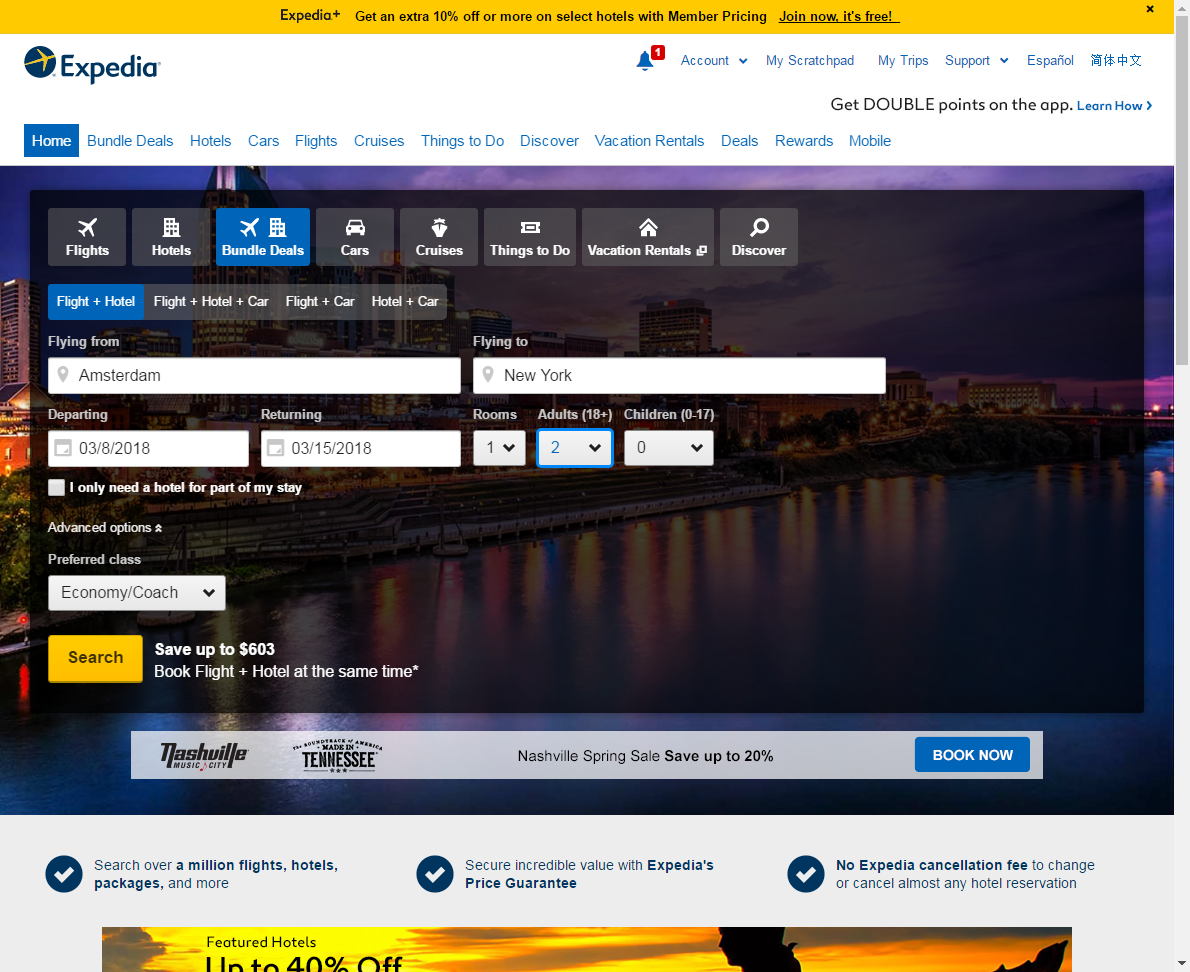 Expedia+ Get an extra 10% off or more on select hotels with Member Pricing Join now, it's free!
Expedia
1 Account My Scratchpad My Trips Support Español 简体中文
Get DOUBLE points on the app. Learn How
Home Bundle Deals Hotels Cars Flights Cruises Things to Do Discover Vacation Rentals Deals Rewards Mobile
Flights Hotels Bundle Deals Cars Cruises Things to Do Vacation Rentals Discover
Flight + Hotel Flight + Hotel + Car Flight + Car Hotel + Car
Flying from Flying to
Amsterdam New York
Departing Returning Rooms Adults (18+) Children (0-17)
03/8/2018 03/15/2018 1 2 0
I only need a hotel for part of my stay
Advanced options
Preferred class
Economy/Coach
Search
Save up to $603
Book Flight + Hotel at the same time*
Nashville
MUSIC CITY
The SOUNDTRACK of AMERICA
MADE IN
TENNESSEE
Nashville Spring Sale Save up to 20%
BOOK NOW
Search over a million flights, hotels,
packages, and more
Secure incredible value with Expedia's
Price Guarantee
No Expedia cancellation fee to change
or cancel almost any hotel reservation
Featured Hotels
Up to 40% Off